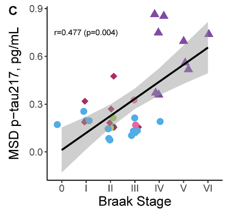 C
r=0.477 (p=0.004)
MSD p-tau217, pg/mL
0.9
0.6
0.3
0.0
0 I II III IV V VI
Braak Stage